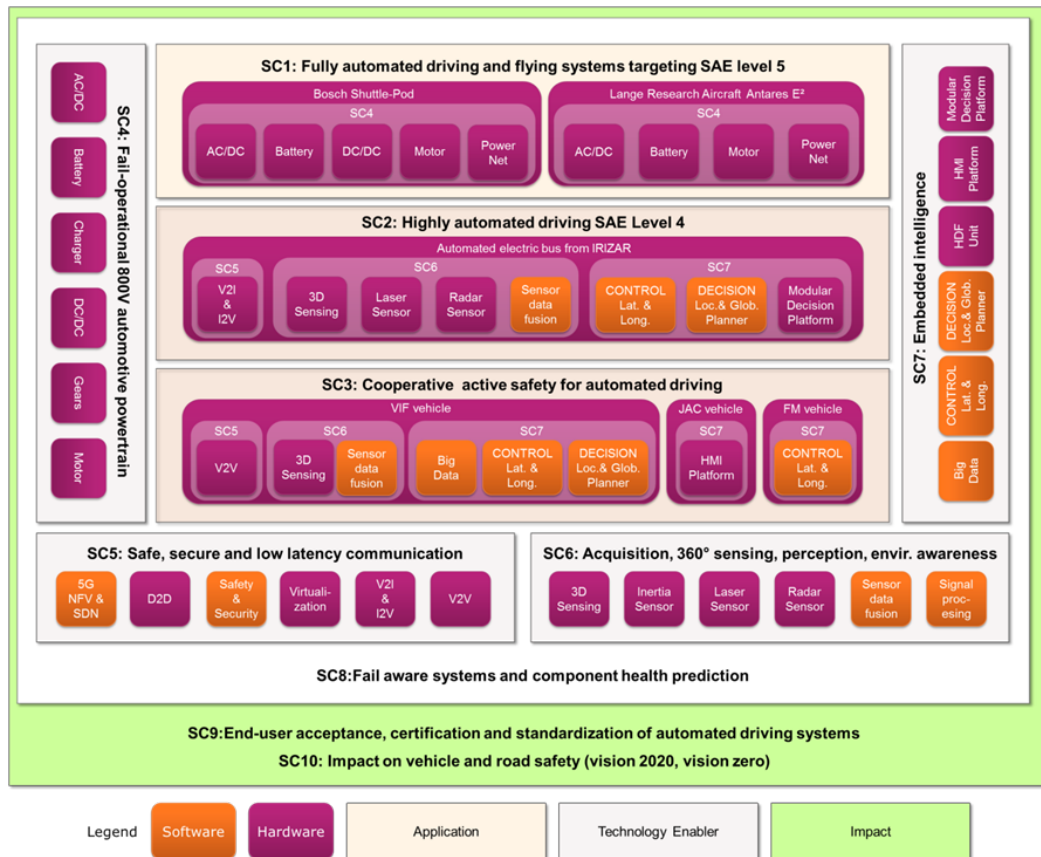 SC4: Fail-operational 800V automotive powertrain
AC/DC
Battery
Charger
DC/DC
Gears
Motor
SC1: Fully automated driving and flying systems targeting SAE level 5
Bosch Shuttle-Pod
SC4
AC/DC
Battery
DC/DC
Motor
Power
Net
Lange Research Aircraft Antares E²
SC4
AC/DC
Battery
Motor
Power
Net
SC2: Highly automated driving SAE Level 4
Automated electric bus from IRIZAR
SC5
V2I
&
I2V
SC6
3D
Sensing
Laser
Sensor
Radar
Sensor
Sensor
data
fusion
SC7
CONTROL
Lat. &
Long.
DECISION
Loc.& Glob.
Planner
Modular
Decision
Platform
SC3: Cooperative active safety for automated driving
VIF vehicle
SC5
V2V
SC6
3D
Sensing
Sensor
data
fusion
SC7
Big
Data
CONTROL
Lat. &
Long.
DECISION
Loc.& Glob.
Planner
JAC vehicle
SC7
HMI
Platform
FM vehicle
SC7
CONTROL
Lat. &
Long.
SC7: Embedded intelligence
Modular
Decision
Platform
HMI
Platform
HDF
Unit
DECISION
Loc.& Glob.
Planner
CONTROL
Lat. &
Long.
Big
Data
SC5: Safe, secure and low latency communication
5G
NFV &
SDN
D2D
Safety
&
Security
Virtuali-
zation
V2I
&
I2V
V2V
SC6: Acquisition, 360° sensing, perception, envir. awareness
3D
Sensing
Inertia
Sensor
Laser
Sensor
Radar
Sensor
Sensor
data
fusion
Signal
proc-
esing
SC8:Fail aware systems and component health prediction
SC9:End-user acceptance, certification and standardization of automated driving systems
SC10: Impact on vehicle and road safety (vision 2020, vision zero)
Legend
Software
Hardware
Application
Technology Enabler
Impact